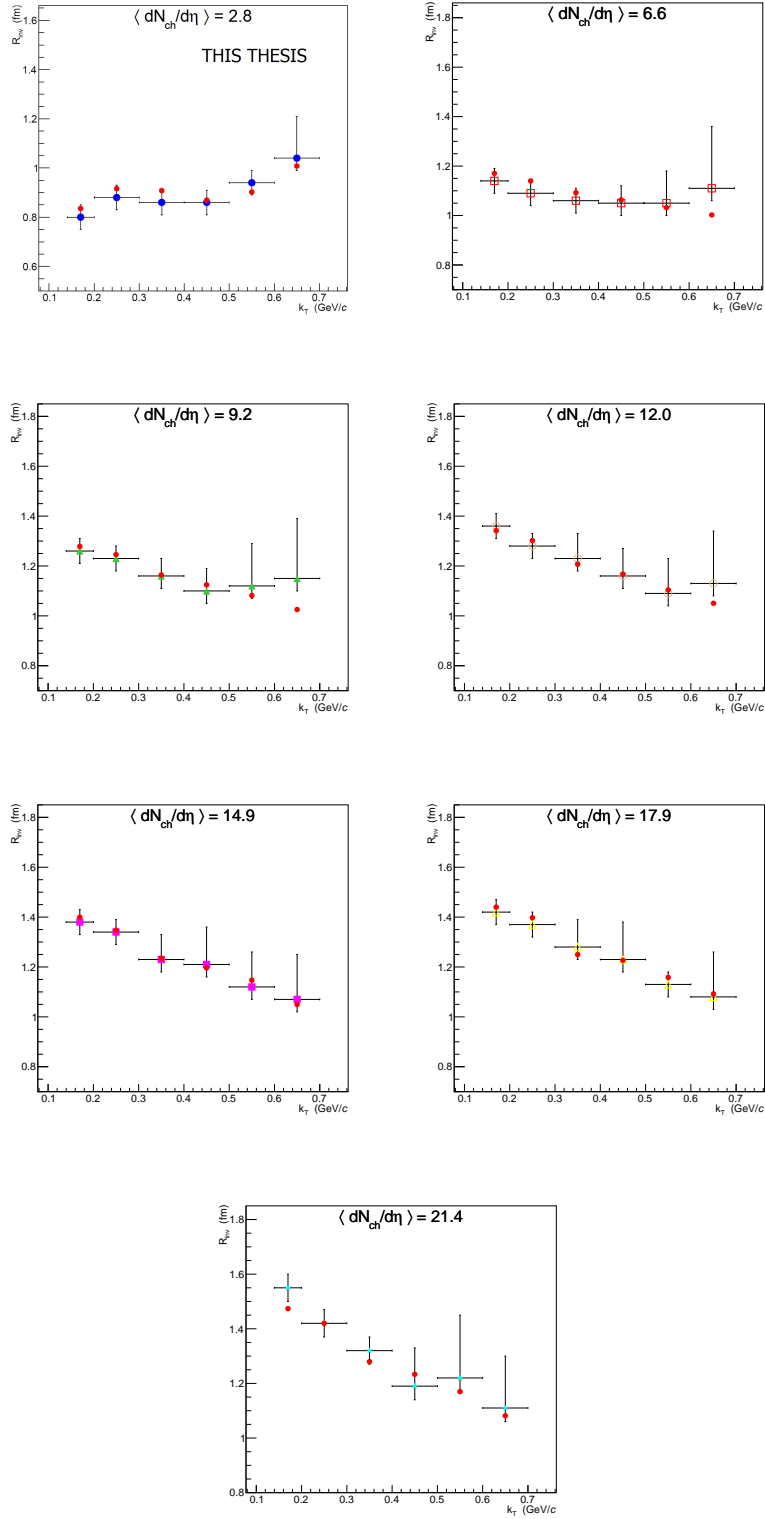 ⟨ dN_ch/dη ⟩ = 2.8
THIS THESIS
R_inv (fm)
1.6
1.4
1.2
1
0.8
0.6
0.1 0.2 0.3 0.4 0.5 0.6 0.7
k_T (GeV/c
⟨ dN_ch/dη ⟩ = 6.6
R_inv (fm)
1.8
1.6
1.4
1.2
1
0.8
0.1 0.2 0.3 0.4 0.5 0.6 0.7
k_T (GeV/c
⟨ dN_ch/dη ⟩ = 9.2
R_inv (fm)
1.8
1.6
1.4
1.2
1
0.8
0.1 0.2 0.3 0.4 0.5 0.6 0.7
k_T (GeV/c
⟨ dN_ch/dη ⟩ = 12.0
R_inv (fm)
1.8
1.6
1.4
1.2
1
0.8
0.1 0.2 0.3 0.4 0.5 0.6 0.7
k_T (GeV/c
⟨ dN_ch/dη ⟩ = 14.9
R_inv (fm)
1.8
1.6
1.4
1.2
1
0.8
0.1 0.2 0.3 0.4 0.5 0.6 0.7
k_T (GeV/c
⟨ dN_ch/dη ⟩ = 17.9
R_inv (fm)
1.8
1.6
1.4
1.2
1
0.8
0.1 0.2 0.3 0.4 0.5 0.6 0.7
k_T (GeV/c
⟨ dN_ch/dη ⟩ = 21.4
R_inv (fm)
1.8
1.6
1.4
1.2
1
0.8
0.1 0.2 0.3 0.4 0.5 0.6 0.7
k_T (GeV/c